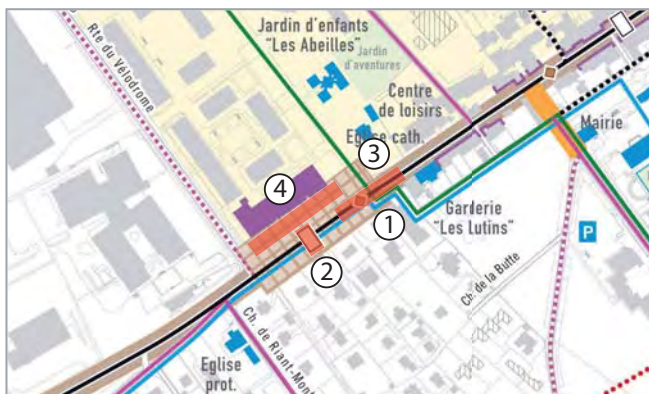 Jardin d'enfants
"Les Abeilles"
Jardin
d'aventures
Rte du Vélodrome
Centre
de loisirs
Eglise cath.
Mairie
③
④
①
②
Garderie
"Les Lutins"
P
Ch. de la Butte
Ch. de Riant-Mont
Eglise
prot.